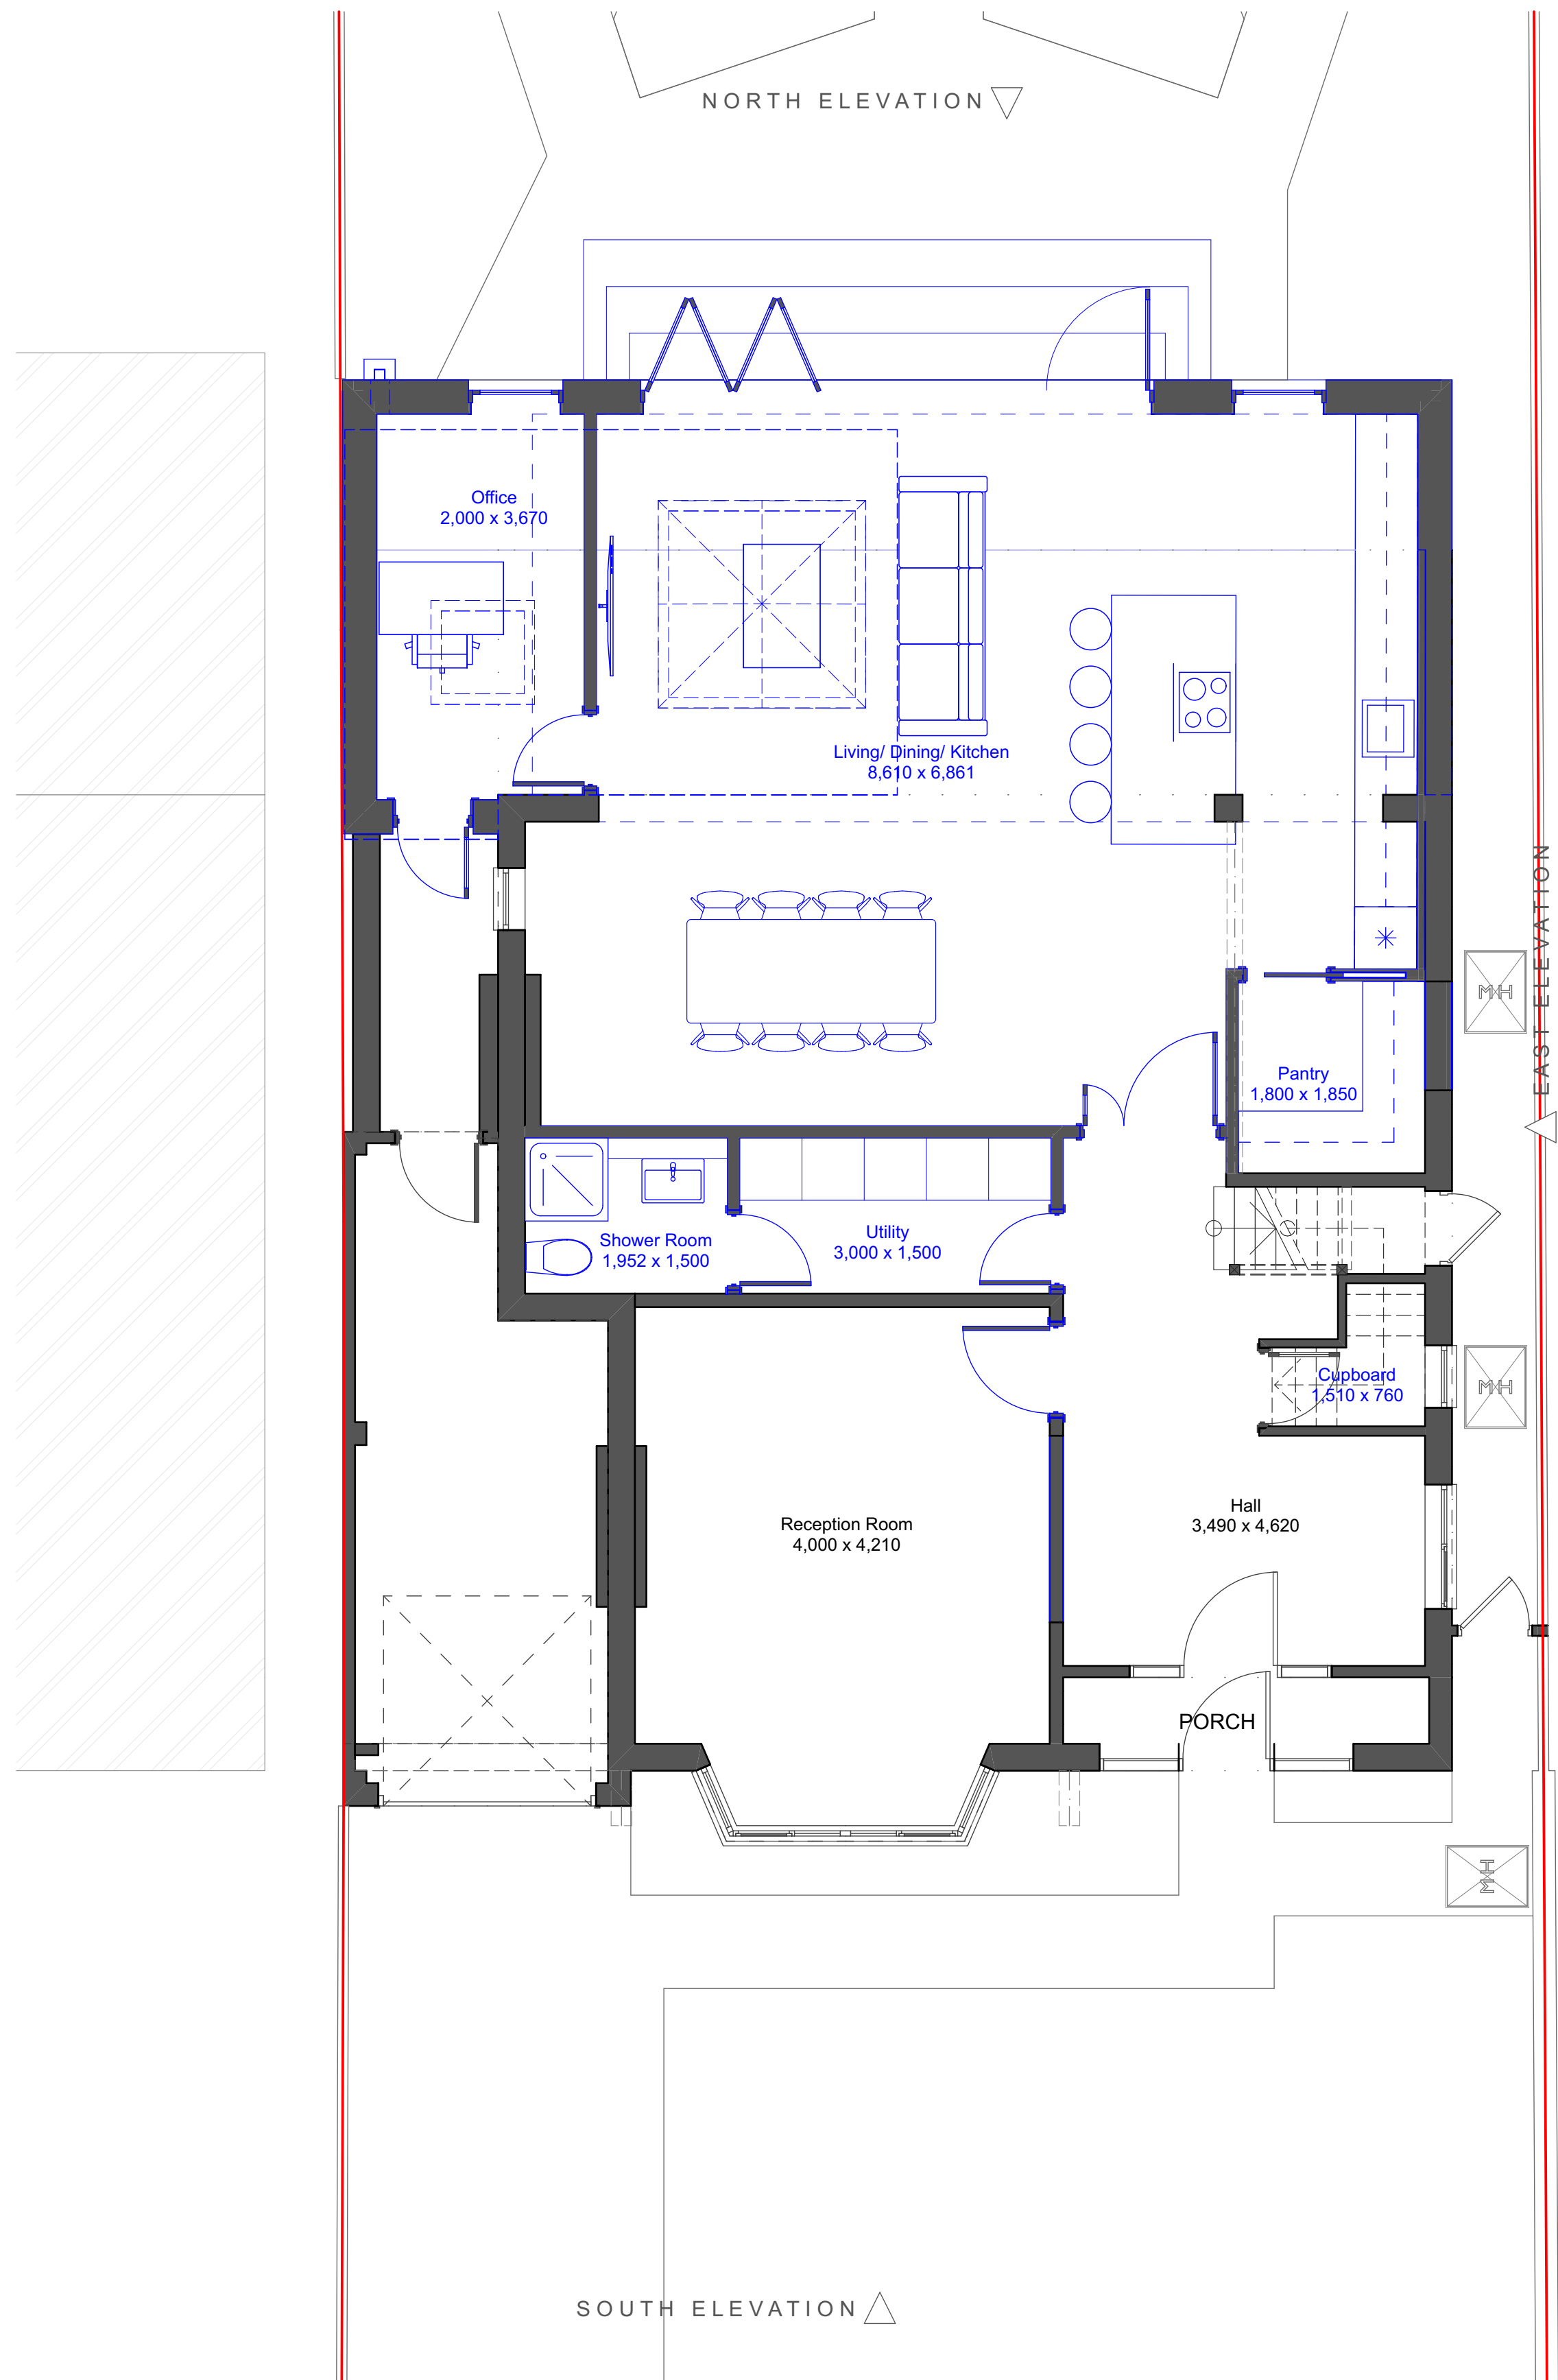 NORTH ELEVATION
Office
2,000 x 3,670
Living/ Dining/ Kitchen
8,610 x 6,861
EAST ELEVATION
MH
Pantry
1,800 x 1,850
Shower Room
1,952 x 1,500
Utility
3,000 x 1,500
Cupboard
1,510 x 760
MH
Hall
3,490 x 4,620
Reception Room
4,000 x 4,210
PORCH
MH
SOUTH ELEVATION